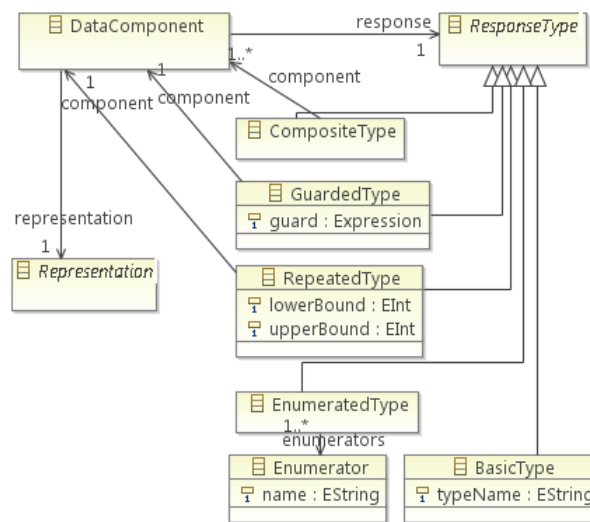 DataComponent
response
ResponseType
1
1..*
component
1
component
1
component
CompositeType
GuardedType
guard : Expression
representation
1
Representation
RepeatedType
lowerBound : EInt
upperBound : EInt
EnumeratedType
1..*
enumerators
Enumerator
name : EString
BasicType
typeName : EString